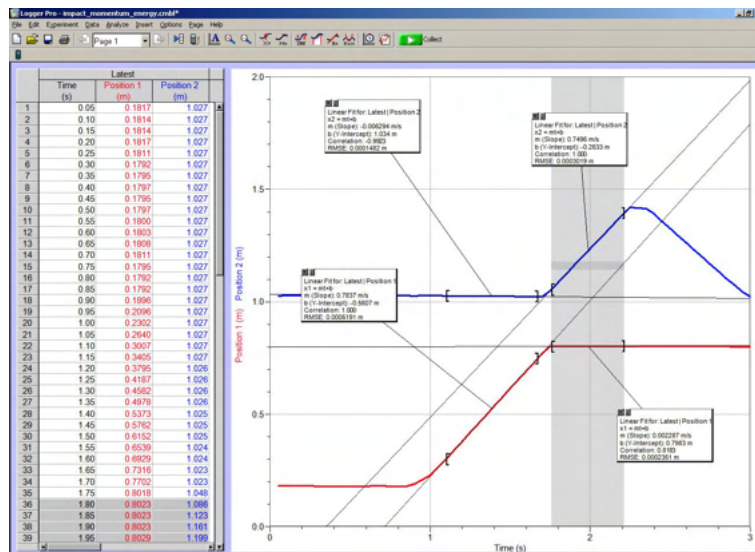 Logger Pro - impact_momentum_energy.cmbl*
File Edit Experiment Data Analyze Insert Options Page Help
Page 1
Collect
Latest
Time Position 1 Position 2
(s) (m) (m)
1 0.05 0.1817 1.027
2 0.10 0.1814 1.027
3 0.15 0.1814 1.027
4 0.20 0.1817 1.027
5 0.25 0.1811 1.027
6 0.30 0.1792 1.027
7 0.35 0.1795 1.027
8 0.40 0.1797 1.027
9 0.45 0.1795 1.027
10 0.50 0.1797 1.027
11 0.55 0.1800 1.027
12 0.60 0.1803 1.027
13 0.65 0.1808 1.027
14 0.70 0.1811 1.027
15 0.75 0.1795 1.027
16 0.80 0.1792 1.027
17 0.85 0.1792 1.027
18 0.90 0.1896 1.027
19 0.95 0.2096 1.027
20 1.00 0.2302 1.027
21 1.05 0.2640 1.027
22 1.10 0.3007 1.027
23 1.15 0.3405 1.027
24 1.20 0.3795 1.026
25 1.25 0.4187 1.026
26 1.30 0.4582 1.026
27 1.35 0.4978 1.026
28 1.40 0.5373 1.025
29 1.45 0.5762 1.025
30 1.50 0.6152 1.025
31 1.55 0.6539 1.024
32 1.60 0.6929 1.024
33 1.65 0.7316 1.023
34 1.70 0.7702 1.023
35 1.75 0.8018 1.048
36 1.80 0.8023 1.086
37 1.85 0.8023 1.123
38 1.90 0.8023 1.161
39 1.95 0.8029 1.199
Position 1 (m) Position 2 (m)
2.0
1.5
1.0
0.5
0.0
0 1 2 3
Time (s)
Linear Fit for: Latest | Position 2
x2 = mt+b
m (Slope): -0.006294 m/s
b (Y-Intercept): 1.034 m
Correlation: -0.9923
RMSE: 0.0001482 m
Linear Fit for: Latest | Position 2
x2 = mt+b
m (Slope): 0.7496 m/s
b (Y-Intercept): -0.2633 m
Correlation: 1.000
RMSE: 0.0003019 m
Linear Fit for: Latest | Position 1
x1 = mt+b
m (Slope): 0.7837 m/s
b (Y-Intercept): -0.5607 m
Correlation: 1.000
RMSE: 0.0005191 m
Linear Fit for: Latest | Position 1
x1 = mt+b
m (Slope): 0.002287 m/s
b (Y-Intercept): 0.7983 m
Correlation: 0.8183
RMSE: 0.0002361 m